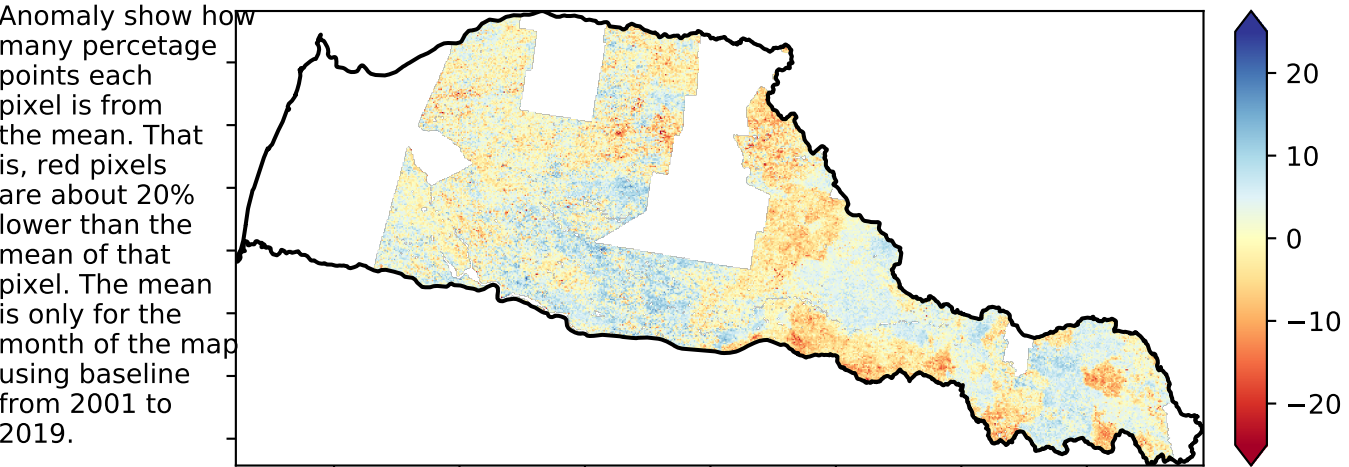 Anomaly show how
many percetage
points each
pixel is from
the mean. That
is, red pixels
are about 20%
lower than the
mean of that
pixel. The mean
is only for the
month of the map
using baseline
from 2001 to
2019.
20
10
0
−10
−20